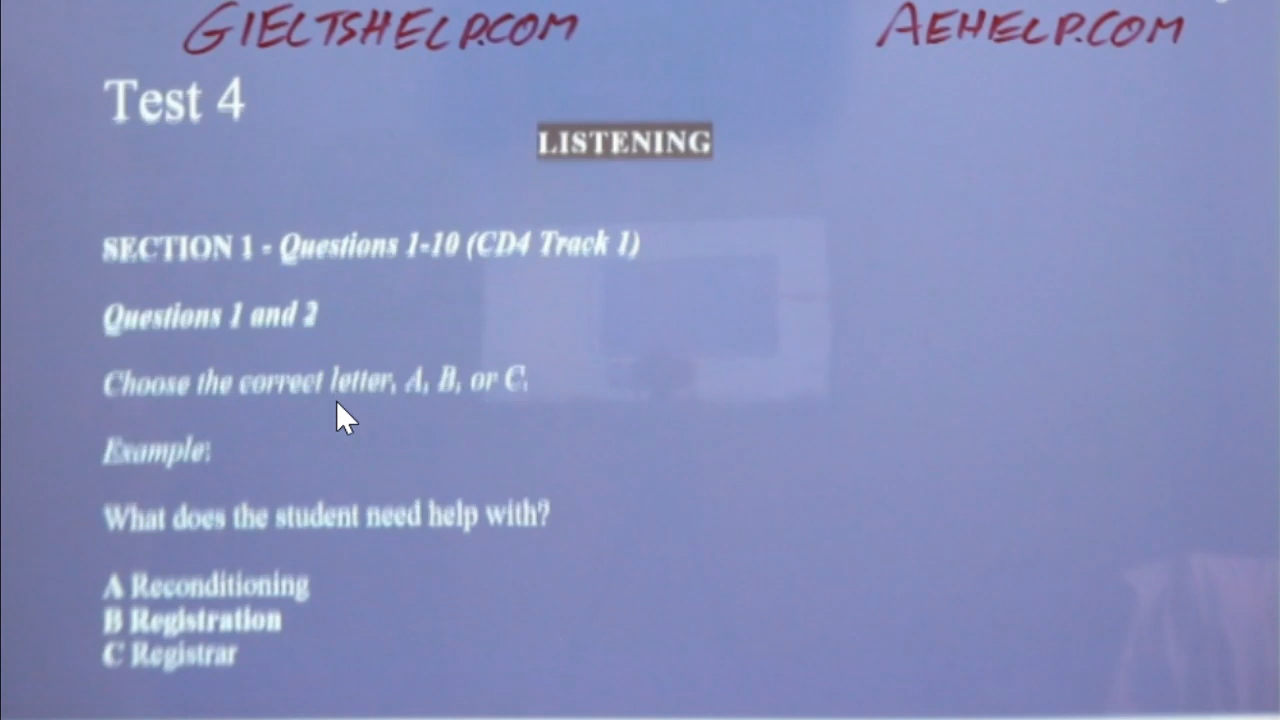 GIELTSHELP.COM AEHELP.COM
Test 4
LISTENING
SECTION 1 - Questions 1-10 (CD4 Track 1)
Questions 1 and 2
Choose the correct letter, A, B, or C.
Example:
What does the student need help with?
A Reconditioning
B Registration
C Registrar